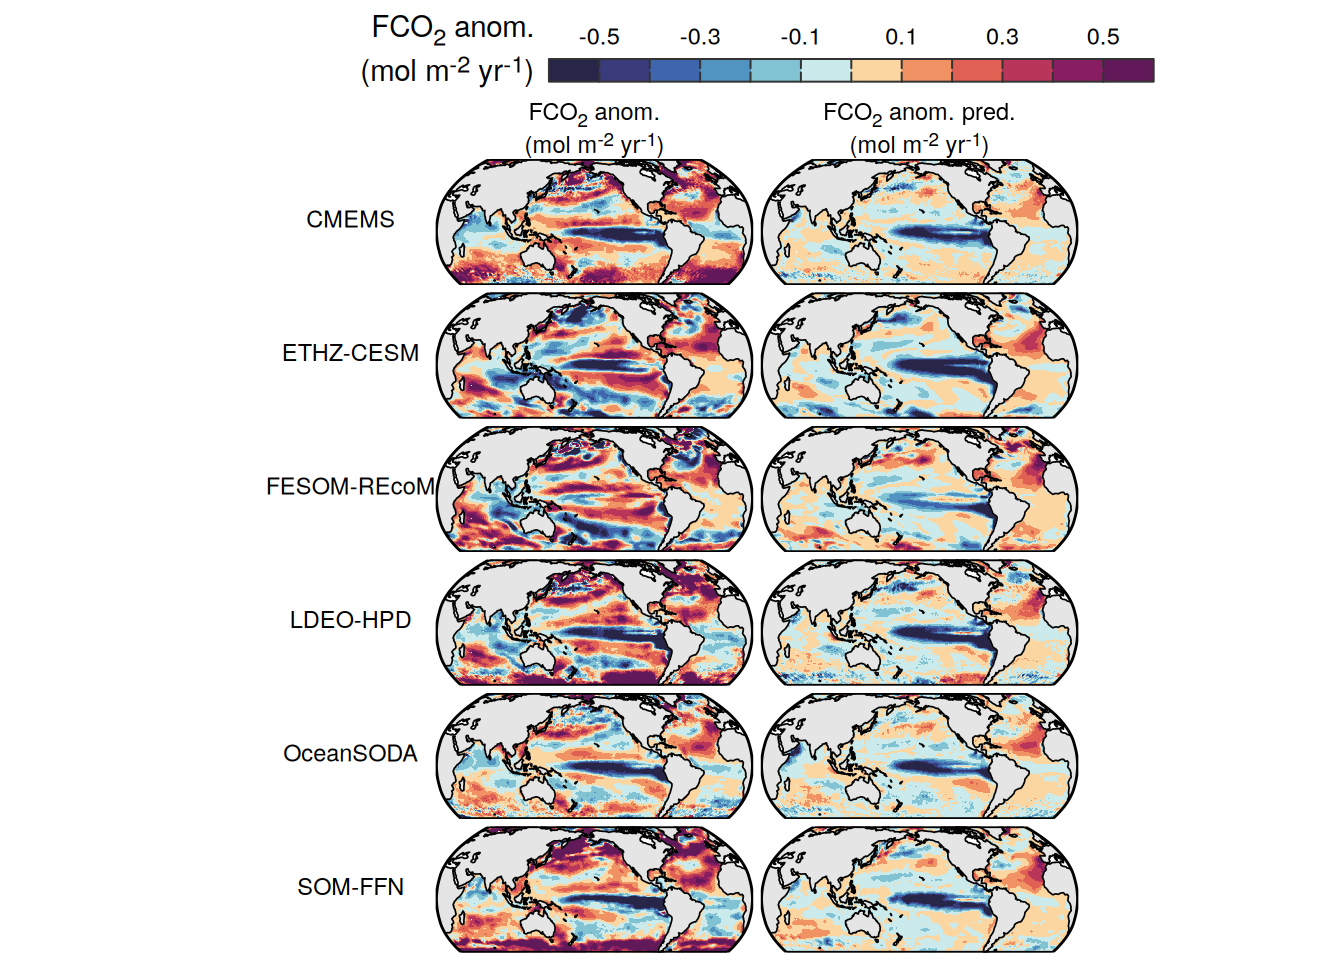 FCO2 anom.
(mol m-2 yr-1)
-0.5 -0.3 -0.1 0.1 0.3 0.5
FCO2 anom.
(mol m-2 yr-1)
FCO2 anom. pred.
(mol m-2 yr-1)
CMEMS
ETHZ-CESM
FESOM-REcoM
LDEO-HPD
OceanSODA
SOM-FFN